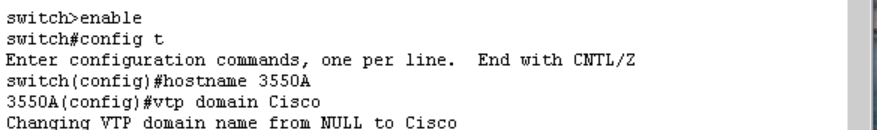 switch>enable
switch#config t
Enter configuration commands, one per line.  End with CNTL/Z
switch(config)#hostname 3550A
3550A(config)#vtp domain Cisco
Changing VTP domain name from NULL to Cisco